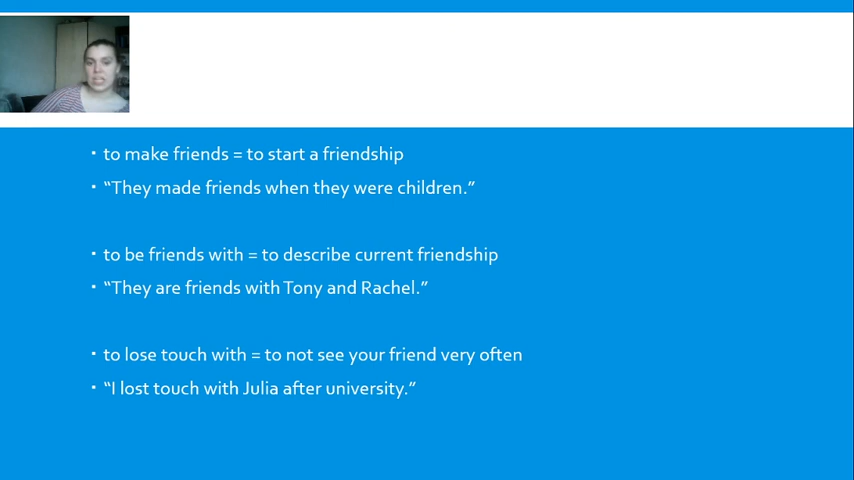 to make friends = to start a friendship
“They made friends when they were children.”
to be friends with = to describe current friendship
“They are friends with Tony and Rachel.”
to lose touch with = to not see your friend very often
“I lost touch with Julia after university.”